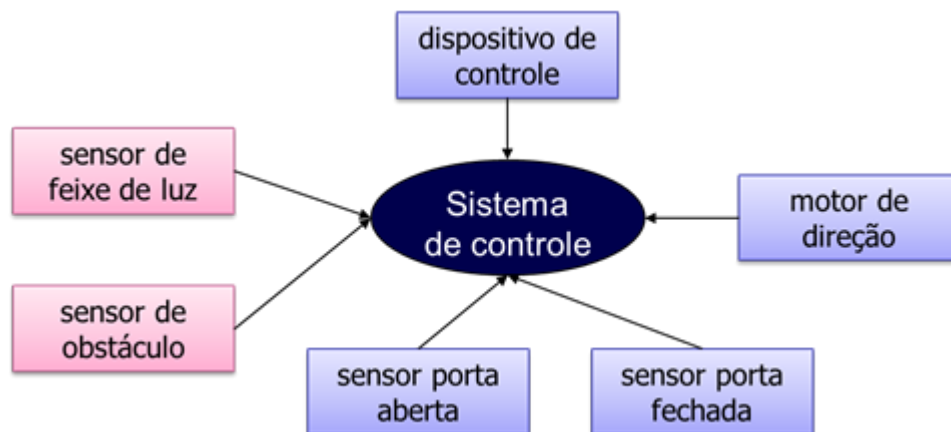 dispositivo de
controle
sensor de
feixe de luz
Sistema
de controle
motor de
direção
sensor de
obstáculo
sensor porta
aberta
sensor porta
fechada